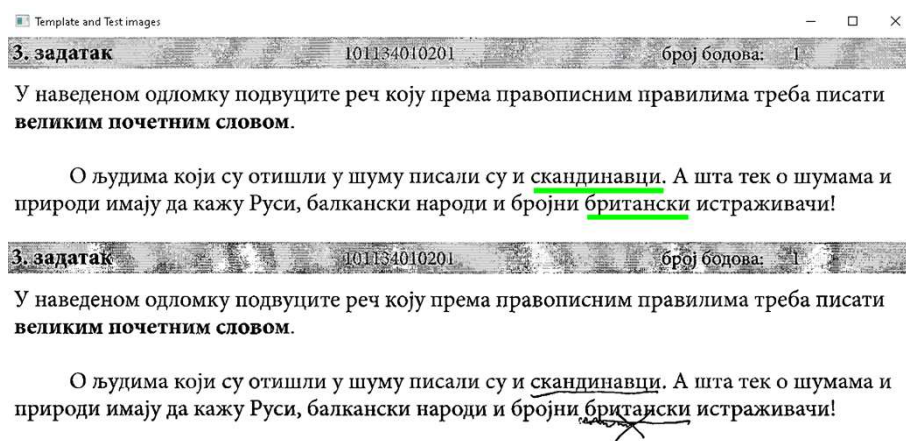 Template and Test images
3. задатак 101134010201 број бодова: 1
У наведеном одломку подвуците реч коју према правописним правилима треба писати
великим почетним словом.
О људима који су отишли у шуму писали су и скандинавци. А шта тек о шумама и
природи имају да кажу Руси, балкански народи и бројни британски истраживачи!
3. задатак 101134010201 број бодова: 1
У наведеном одломку подвуците реч коју према правописним правилима треба писати
великим почетним словом.
О људима који су отишли у шуму писали су и скандинавци. А шта тек о шумама и
природи имају да кажу Руси, балкански народи и бројни британски истраживачи!